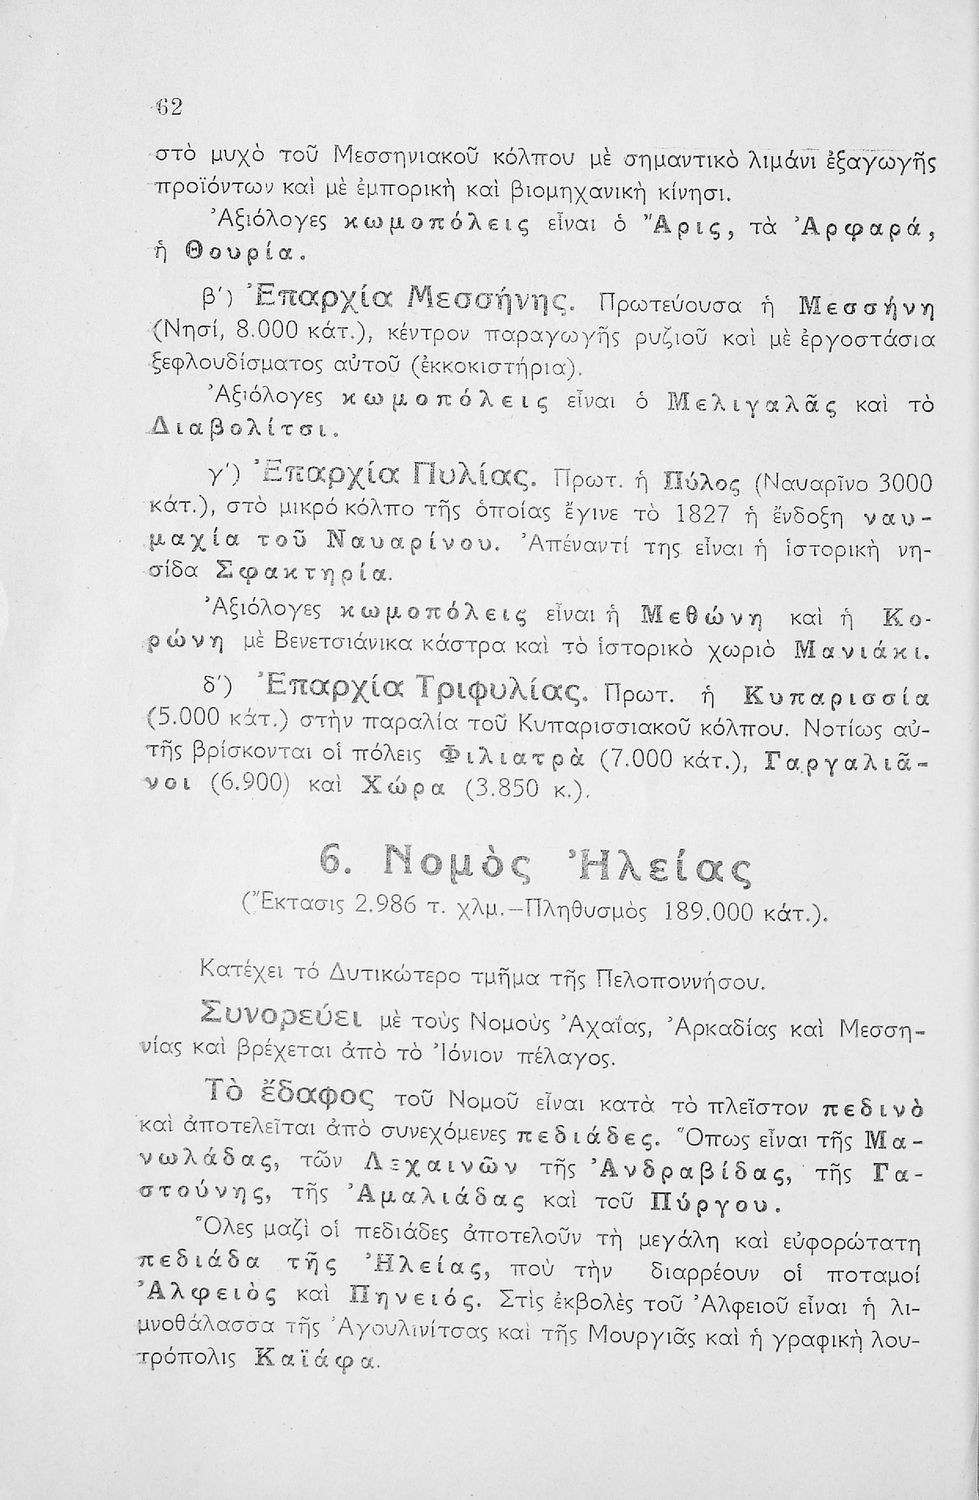 62
στὸ μυχὸ τοῦ Μεσσηνιακοῦ κόλπου μὲ σημαντικὸ λιμάνι ἐξαγωγῆς
προϊόντων καὶ μὲ ἐμπορικὴ καὶ βιομηχανικὴ κίνησι.
Ἀξιόλογες κωμοπόλεις εἶναι ὁ Ἄρις, τὰ Ἀρφαρά,
ἡ Θουρία.
β') Ἐπαρχία Μεσσήνης. Πρωτεύουσα ἡ Μεσσήνη
(Νησί, 8.000 κάτ.), κέντρον παραγωγῆς ρυζιοῦ καὶ μὲ ἐργοστάσια
ξεφλουδίσματος αὐτοῦ (ἐκκοκιστήρια).
Ἀξιόλογες κωμοπόλεις εἶναι ὁ Μελιγαλᾶς καὶ τὸ
Διαβολίτσι.
γ') Ἐπαρχία Πυλίας. Πρωτ. ἡ Πύλος (Ναυαρῖνο 3000
κάτ.), στὸ μικρό κόλπο τῆς ὁποίας ἔγινε τὸ 1827 ἡ ἔνδοξη ναυ-
μαχία τοῦ Ναυαρίνου. Ἀπέναντί της εἶναι ἡ ἱστορικὴ νη-
σίδα Σφακτηρία.
Ἀξιόλογες κωμοπόλεις εἶναι ἡ Μεθώνη καὶ ἡ Κο-
ρώνη μὲ Βενετσιάνικα κάστρα καὶ τὸ ἱστορικὸ χωριὸ Μανιάκι.
δ') Ἐπαρχία Τριφυλίας. Πρωτ. ἡ Κυπαρισσία
(5.000 κάτ.) στὴν παραλία τοῦ Κυπαρισσιακοῦ κόλπου. Νοτίως αὐ-
τῆς βρίσκονται οἱ πόλεις Φιλιατρὰ (7.000 κάτ.), Γαργαλιᾶ-
νοι (6.900) καὶ Χώρα (3.850 κ.).
6. Νομὸς Ἠλείας
(Ἔκτασις 2.986 τ. χλμ.-Πληθυσμὸς 189.000 κάτ.).
Κατέχει τό Δυτικώτερο τμῆμα τῆς Πελοποννήσου.
Συνορεύει μὲ τοὺς Νομοὺς Ἀχαΐας, Ἀρκαδίας καὶ Μεσση-
νίας καὶ βρέχεται ἀπὸ τὸ Ἰόνιον πέλαγος.
Τὸ ἔδαφος τοῦ Νομοῦ εἶναι κατὰ τὸ πλεῖστον πεδινὸ
καὶ ἀποτελεῖται ἀπὸ συνεχόμενες πεδιάδες. Ὅπως εἶναι τῆς Μα-
νωλάδας, τῶν Λεχαινῶν τῆς Ἀνδραβίδας, τῆς Γα-
στούνης, τῆς Ἀμαλιάδας καὶ τοῦ Πύργου.
Ὅλες μαζὶ οἱ πεδιάδες ἀποτελοῦν τὴ μεγάλη καὶ εὐφορώτατη
πεδιάδα τῆς Ἠλείας, ποὺ τὴν διαρρέουν οἱ ποταμοί
Ἀλφειὸς καὶ Πηνειός. Στὶς ἐκβολὲς τοῦ Ἀλφειοῦ εἶναι ἡ λι-
μνοθάλασσα τῆς Ἀγουλινίτσας καὶ τῆς Μουργιᾶς καὶ ἡ γραφικὴ λου-
τρόπολις Καϊάφα.